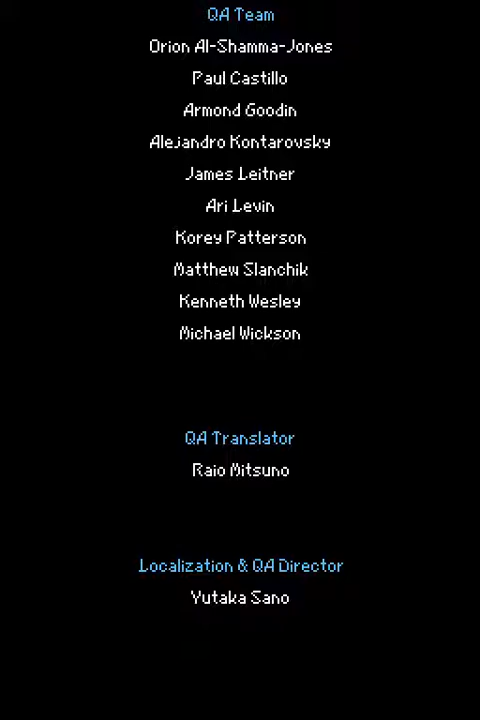 QA Team
Orion Al-Shamma-Jones
Paul Castillo
Armond Goodin
Alejandro Kontarovsky
James Leitner
Ari Levin
Korey Patterson
Matthew Slanchik
Kenneth Wesley
Michael Wickson
QA Translator
Raio Mitsuno
Localization & QA Director
Yutaka Sano